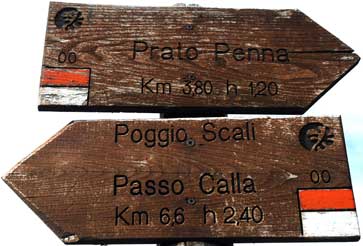 00
Prato Penna
Km 3,80 h 1,20
Poggio Scali
00
Passo Calla
Km 6,6 h 2,40